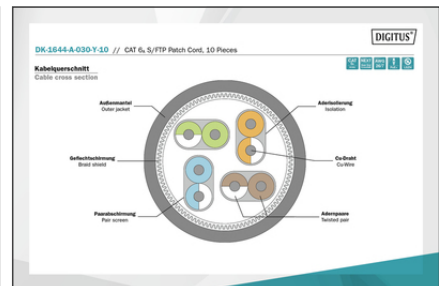 DIGITUS®
DK-1644-A-030-Y-10 // CAT 6A S/FTP Patch Cord, 10 Pieces
Kabelquerschnitt
Cable cross section
Außenmantel
Outer jacket
Aderisolierung
Isolation
Geflechtschirmung
Braid shield
Cu-Draht
Cu-Wire
Paarabschirmung
Pair screen
Adernpaare
Twisted pair